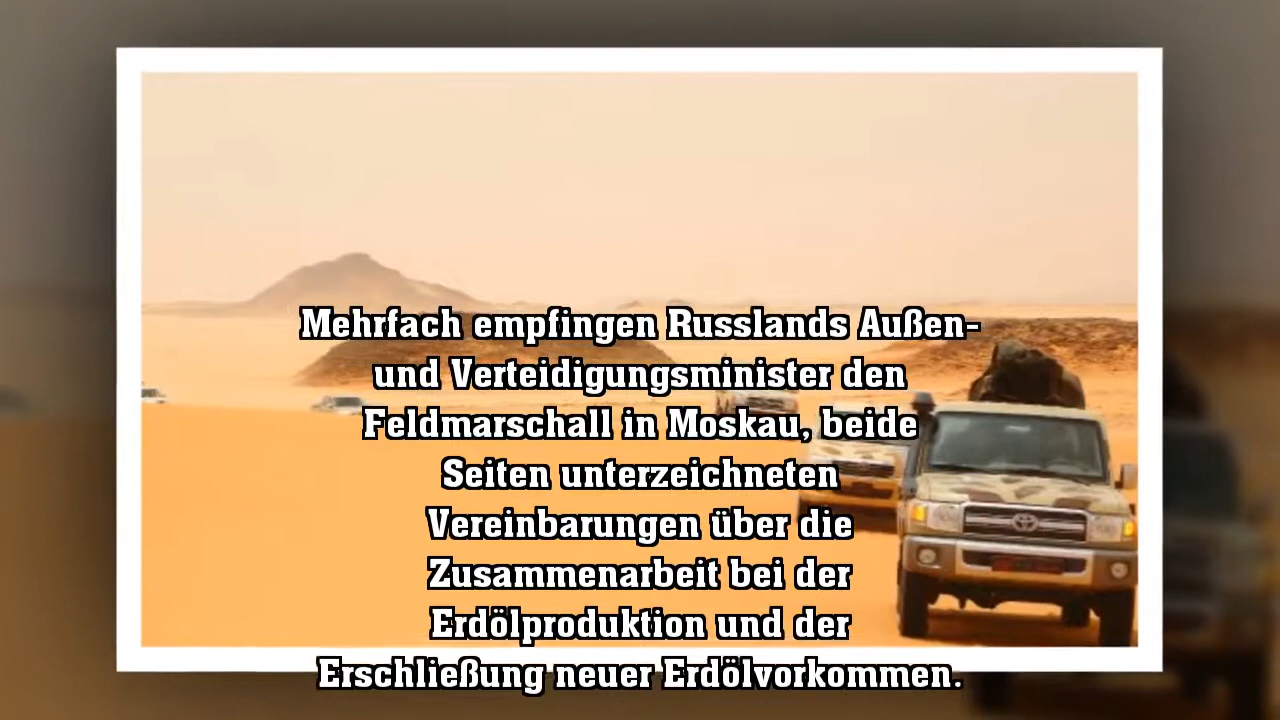 Mehrfach empfingen Russlands Außen-
und Verteidigungsminister den
Feldmarschall in Moskau, beide
Seiten unterzeichneten
Vereinbarungen über die
Zusammenarbeit bei der
Erdölproduktion und der
Erschließung neuer Erdölvorkommen.